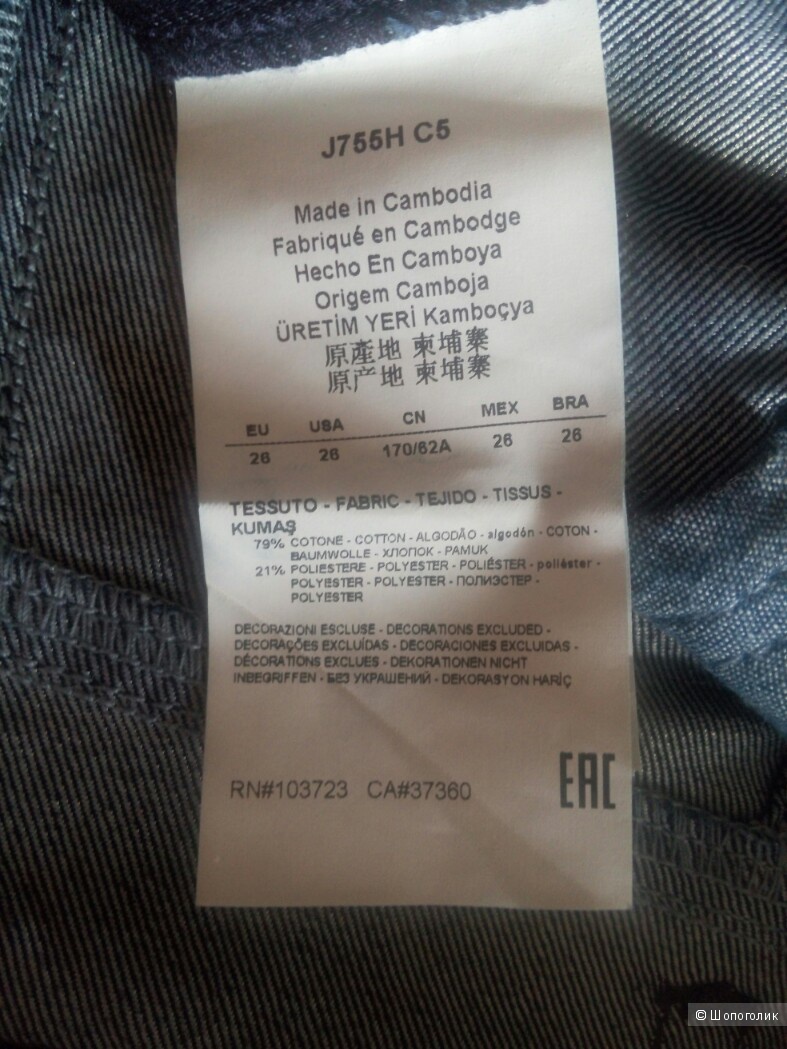 J755H C5
Made in Cambodia
Fabriqué en Cambodge
Hecho En Camboya
Origem Camboja
ÜRETİM YERİ Kamboçya
原產地 柬埔寨
原产地 柬埔寨
EU USA CN MEX BRA
26 26 170/62A 26 26
TESSUTO - FABRIC - TEJIDO - TISSUS -
KUMAŞ
79% COTONE - COTTON - ALGODÃO - algodón - COTON -
BAUMWOLLE - ХЛОПОК - PAMUK
21% POLIESTERE - POLYESTER - POLIÉSTER - poliéster -
POLYESTER - POLYESTER - ПОЛИЭСТЕР -
POLYESTER
DECORAZIONI ESCLUSE - DECORATIONS EXCLUDED -
DECORAÇÕES EXCLUÍDAS - DECORACIONES EXCLUIDAS -
DÉCORATIONS EXCLUES - DEKORATIONEN NICHT
INBEGRIFFEN - БЕЗ УКРАШЕНИЙ - DEKORASYON HARİÇ
RN#103723 CA#37360
EAC
© Шопоголик